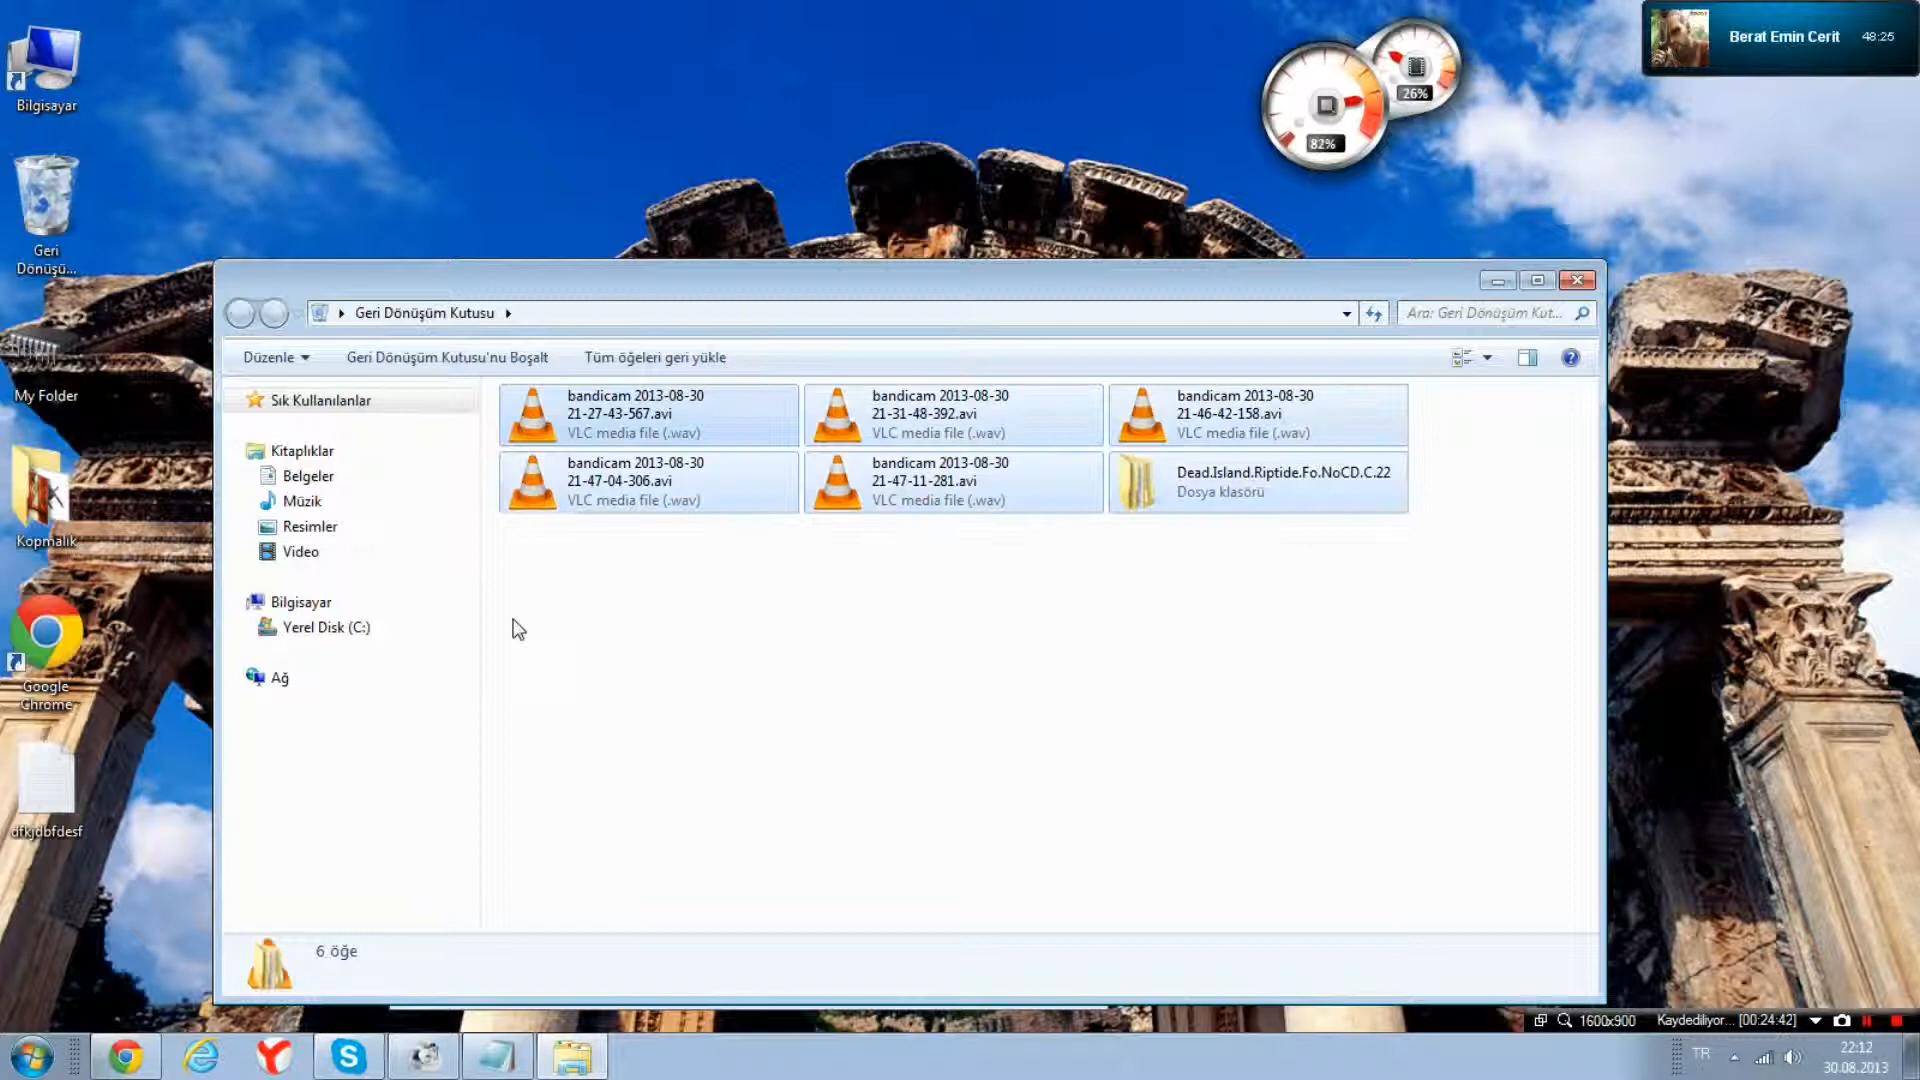 Bilgisayar
Geri
Dönüşü...
My Folder
Kopmalık
Google
Chrome
dfkjdbfdesf
82%
26%
Berat Emin Cerit 48:25
Geri Dönüşüm Kutusu
Ara: Geri Dönüşüm Kut...
Düzenle
Geri Dönüşüm Kutusu'nu Boşalt
Tüm öğeleri geri yükle
Sık Kullanılanlar
Kitaplıklar
Belgeler
Müzik
Resimler
Video
Bilgisayar
Yerel Disk (C:)
Ağ
bandicam 2013-08-30
21-27-43-567.avi
VLC media file (.wav)
bandicam 2013-08-30
21-31-48-392.avi
VLC media file (.wav)
bandicam 2013-08-30
21-46-42-158.avi
VLC media file (.wav)
bandicam 2013-08-30
21-47-04-306.avi
VLC media file (.wav)
bandicam 2013-08-30
21-47-11-281.avi
VLC media file (.wav)
Dead.Island.Riptide.Fo.NoCD.C.22
Dosya klasörü
6 öğe
1600x900 Kaydediliyor... [00:24:42]
TR
22:12
30.08.2013